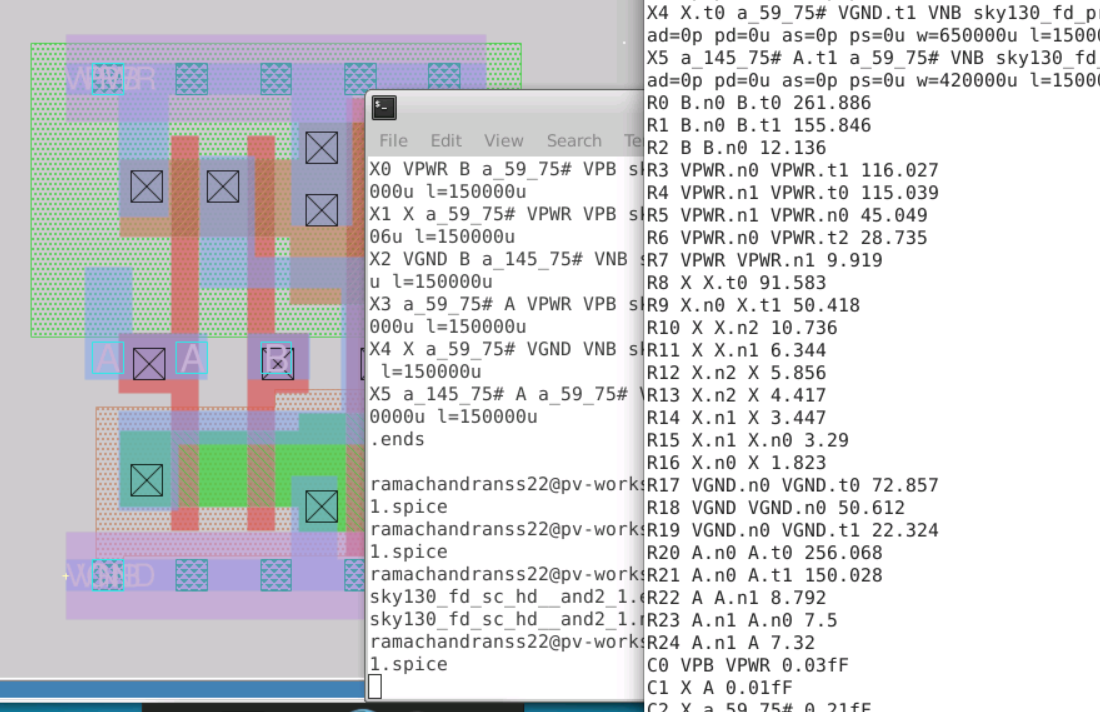 A
A
B
File Edit View Search
X0 VPWR B a_59_75# VPB
000u l=150000u
X1 X a_59_75# VPWR VPB
06u l=150000u
X2 VGND B a_145_75# VNB
u l=150000u
X3 a_59_75# A VPWR VPB
000u l=150000u
X4 X a_59_75# VGND VNB
l=150000u
X5 a_145_75# A a_59_75#
0000u l=150000u
.ends
ramachandranss22@pv-works
1.spice
ramachandranss22@pv-works
1.spice
ramachandranss22@pv-works
sky130_fd_sc_hd__and2_1.
sky130_fd_sc_hd__and2_1.
ramachandranss22@pv-works
1.spice
X4 X.t0 a_59_75# VGND.t1 VNB sky130_fd_pr
ad=0p pd=0u as=0p ps=0u w=650000u l=15000
X5 a_145_75# A.t1 a_59_75# VNB sky130_fd_
ad=0p pd=0u as=0p ps=0u w=420000u l=15000
R0 B.n0 B.t0 261.886
R1 B.n0 B.t1 155.846
R2 B B.n0 12.136
R3 VPWR.n0 VPWR.t1 116.027
R4 VPWR.n1 VPWR.t0 115.039
R5 VPWR.n1 VPWR.n0 45.049
R6 VPWR.n0 VPWR.t2 28.735
R7 VPWR VPWR.n1 9.919
R8 X X.t0 91.583
R9 X.n0 X.t1 50.418
R10 X X.n2 10.736
R11 X X.n1 6.344
R12 X.n2 X 5.856
R13 X.n2 X 4.417
R14 X.n1 X 3.447
R15 X.n1 X.n0 3.29
R16 X.n0 X 1.823
R17 VGND.n0 VGND.t0 72.857
R18 VGND VGND.n0 50.612
R19 VGND.n0 VGND.t1 22.324
R20 A.n0 A.t0 256.068
R21 A.n0 A.t1 150.028
R22 A A.n1 8.792
R23 A.n1 A.n0 7.5
R24 A.n1 A 7.32
C0 VPB VPWR 0.03fF
C1 X A 0.01fF
C2 X a_59_75# 0.21fF